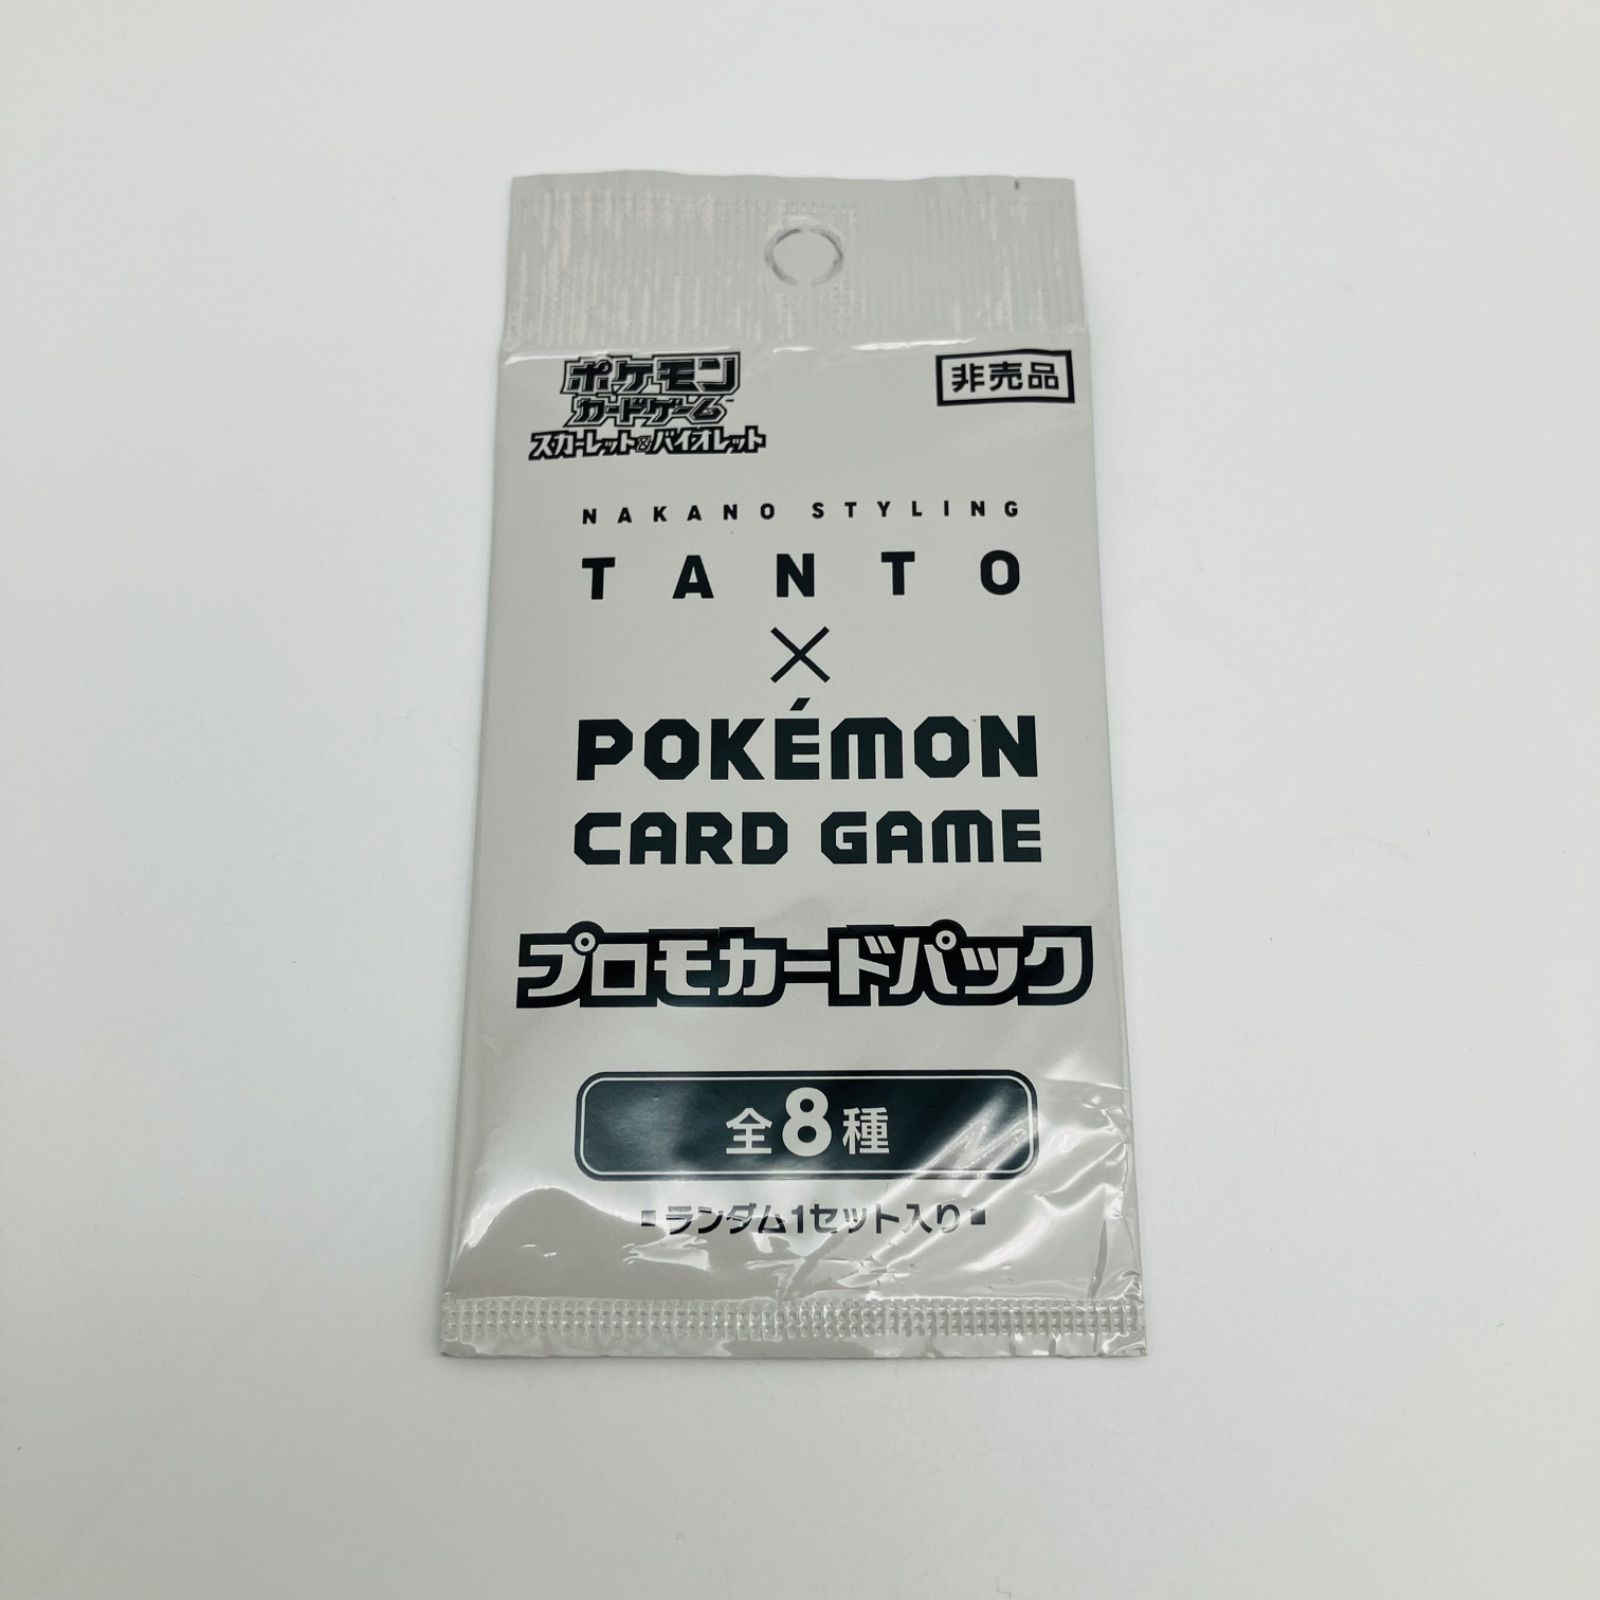 ポケモン
カードゲーム
スカーレット&バイオレット
非売品
NAKANO STYLING
TANTO
×
POKÉMON
CARD GAME
プロモカードパック
全8種
ランダム1セット入り